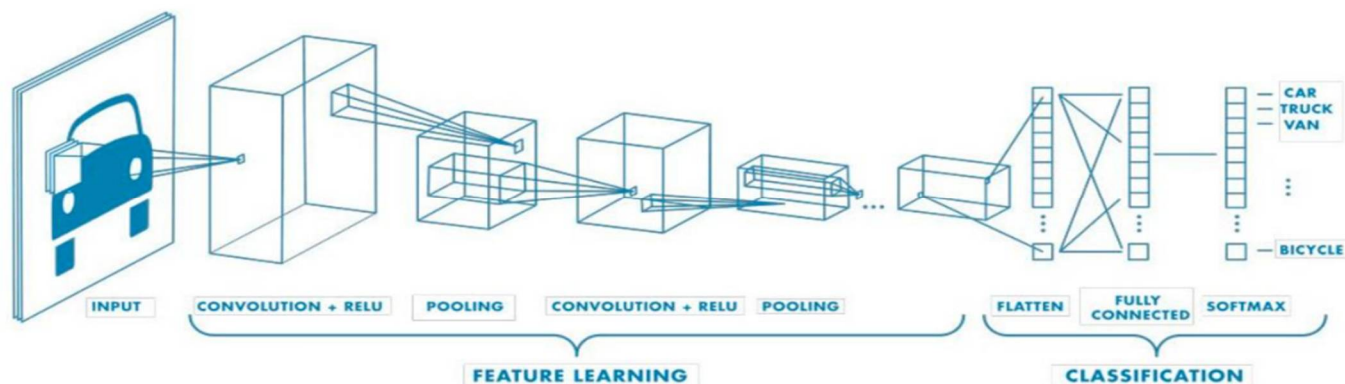 CAR
TRUCK
VAN
BICYCLE
INPUT
CONVOLUTION + RELU
POOLING
CONVOLUTION + RELU
POOLING
FLATTEN
FULLY
CONNECTED
SOFTMAX
FEATURE LEARNING
CLASSIFICATION